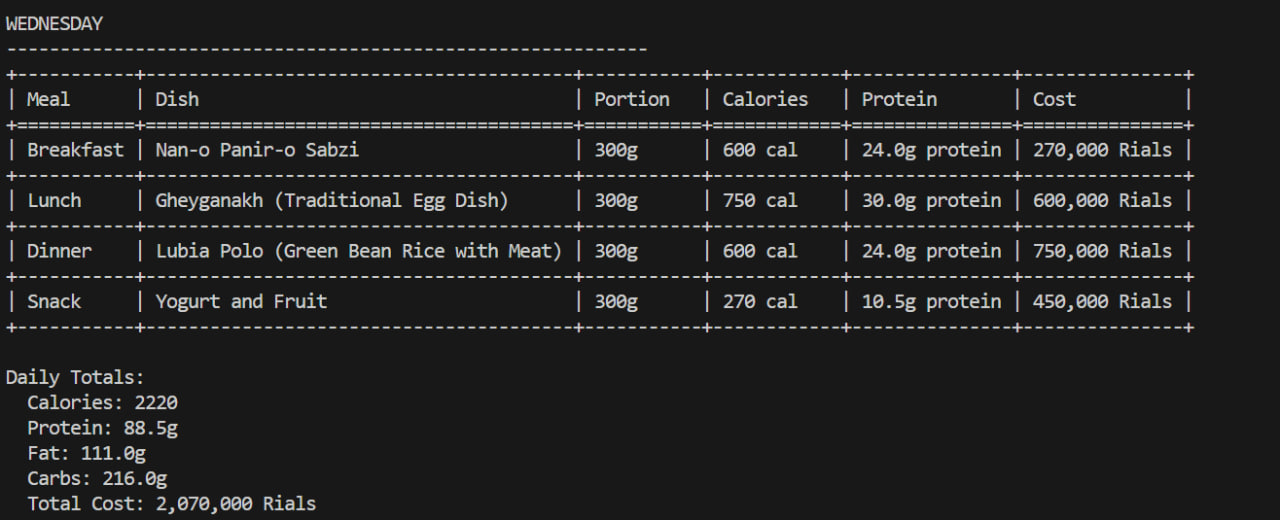 WEDNESDAY
------------------------------------------------------------
+-----------+----------------------------------------+-----------+------------+---------------+---------------+
| Meal      | Dish                                   | Portion   | Calories   | Protein       | Cost          |
+===========+========================================+===========+============+===============+===============+
| Breakfast | Nan-o Panir-o Sabzi                    | 300g      | 600 cal    | 24.0g protein | 270,000 Rials |
+-----------+----------------------------------------+-----------+------------+---------------+---------------+
| Lunch     | Gheyganakh (Traditional Egg Dish)      | 300g      | 750 cal    | 30.0g protein | 600,000 Rials |
+-----------+----------------------------------------+-----------+------------+---------------+---------------+
| Dinner    | Lubia Polo (Green Bean Rice with Meat) | 300g      | 600 cal    | 24.0g protein | 750,000 Rials |
+-----------+----------------------------------------+-----------+------------+---------------+---------------+
| Snack     | Yogurt and Fruit                       | 300g      | 270 cal    | 10.5g protein | 450,000 Rials |
+-----------+----------------------------------------+-----------+------------+---------------+---------------+

Daily Totals:
  Calories: 2220
  Protein: 88.5g
  Fat: 111.0g
  Carbs: 216.0g
  Total Cost: 2,070,000 Rials